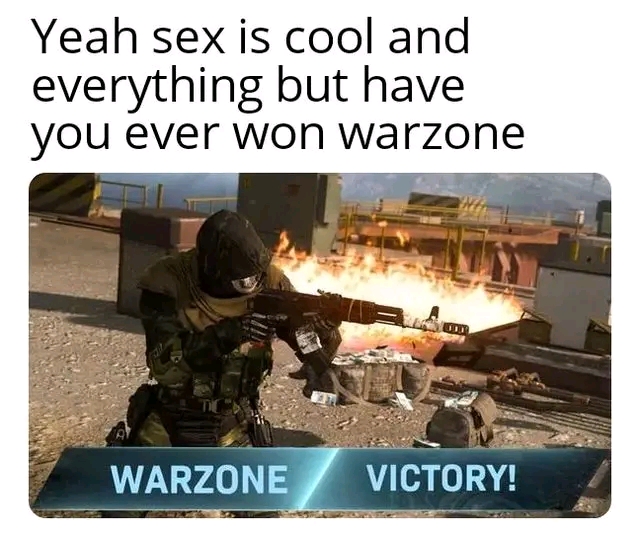 Yeah sex is cool and
everything but have
you ever won warzone
WARZONE VICTORY!